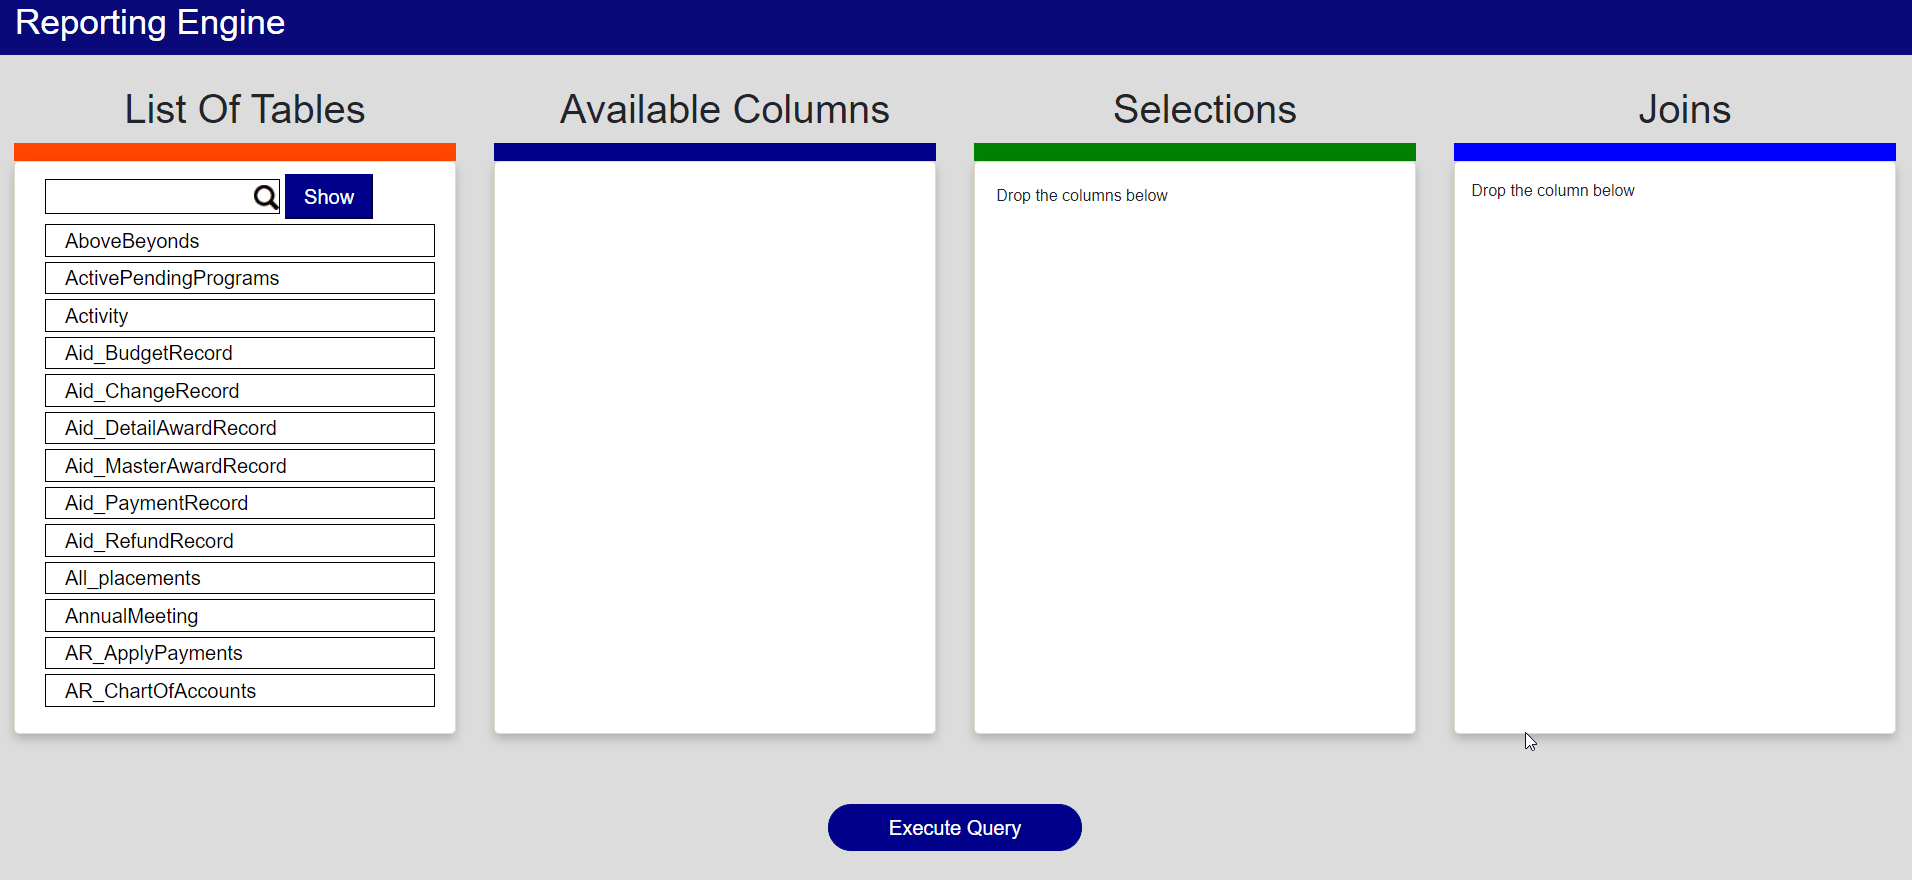 Reporting Engine
List Of Tables
Available Columns
Selections
Joins
Show
AboveBeyonds
ActivePendingPrograms
Activity
Aid_BudgetRecord
Aid_ChangeRecord
Aid_DetailAwardRecord
Aid_MasterAwardRecord
Aid_PaymentRecord
Aid_RefundRecord
All_placements
AnnualMeeting
AR_ApplyPayments
AR_ChartOfAccounts
Drop the columns below
Drop the column below
Execute Query